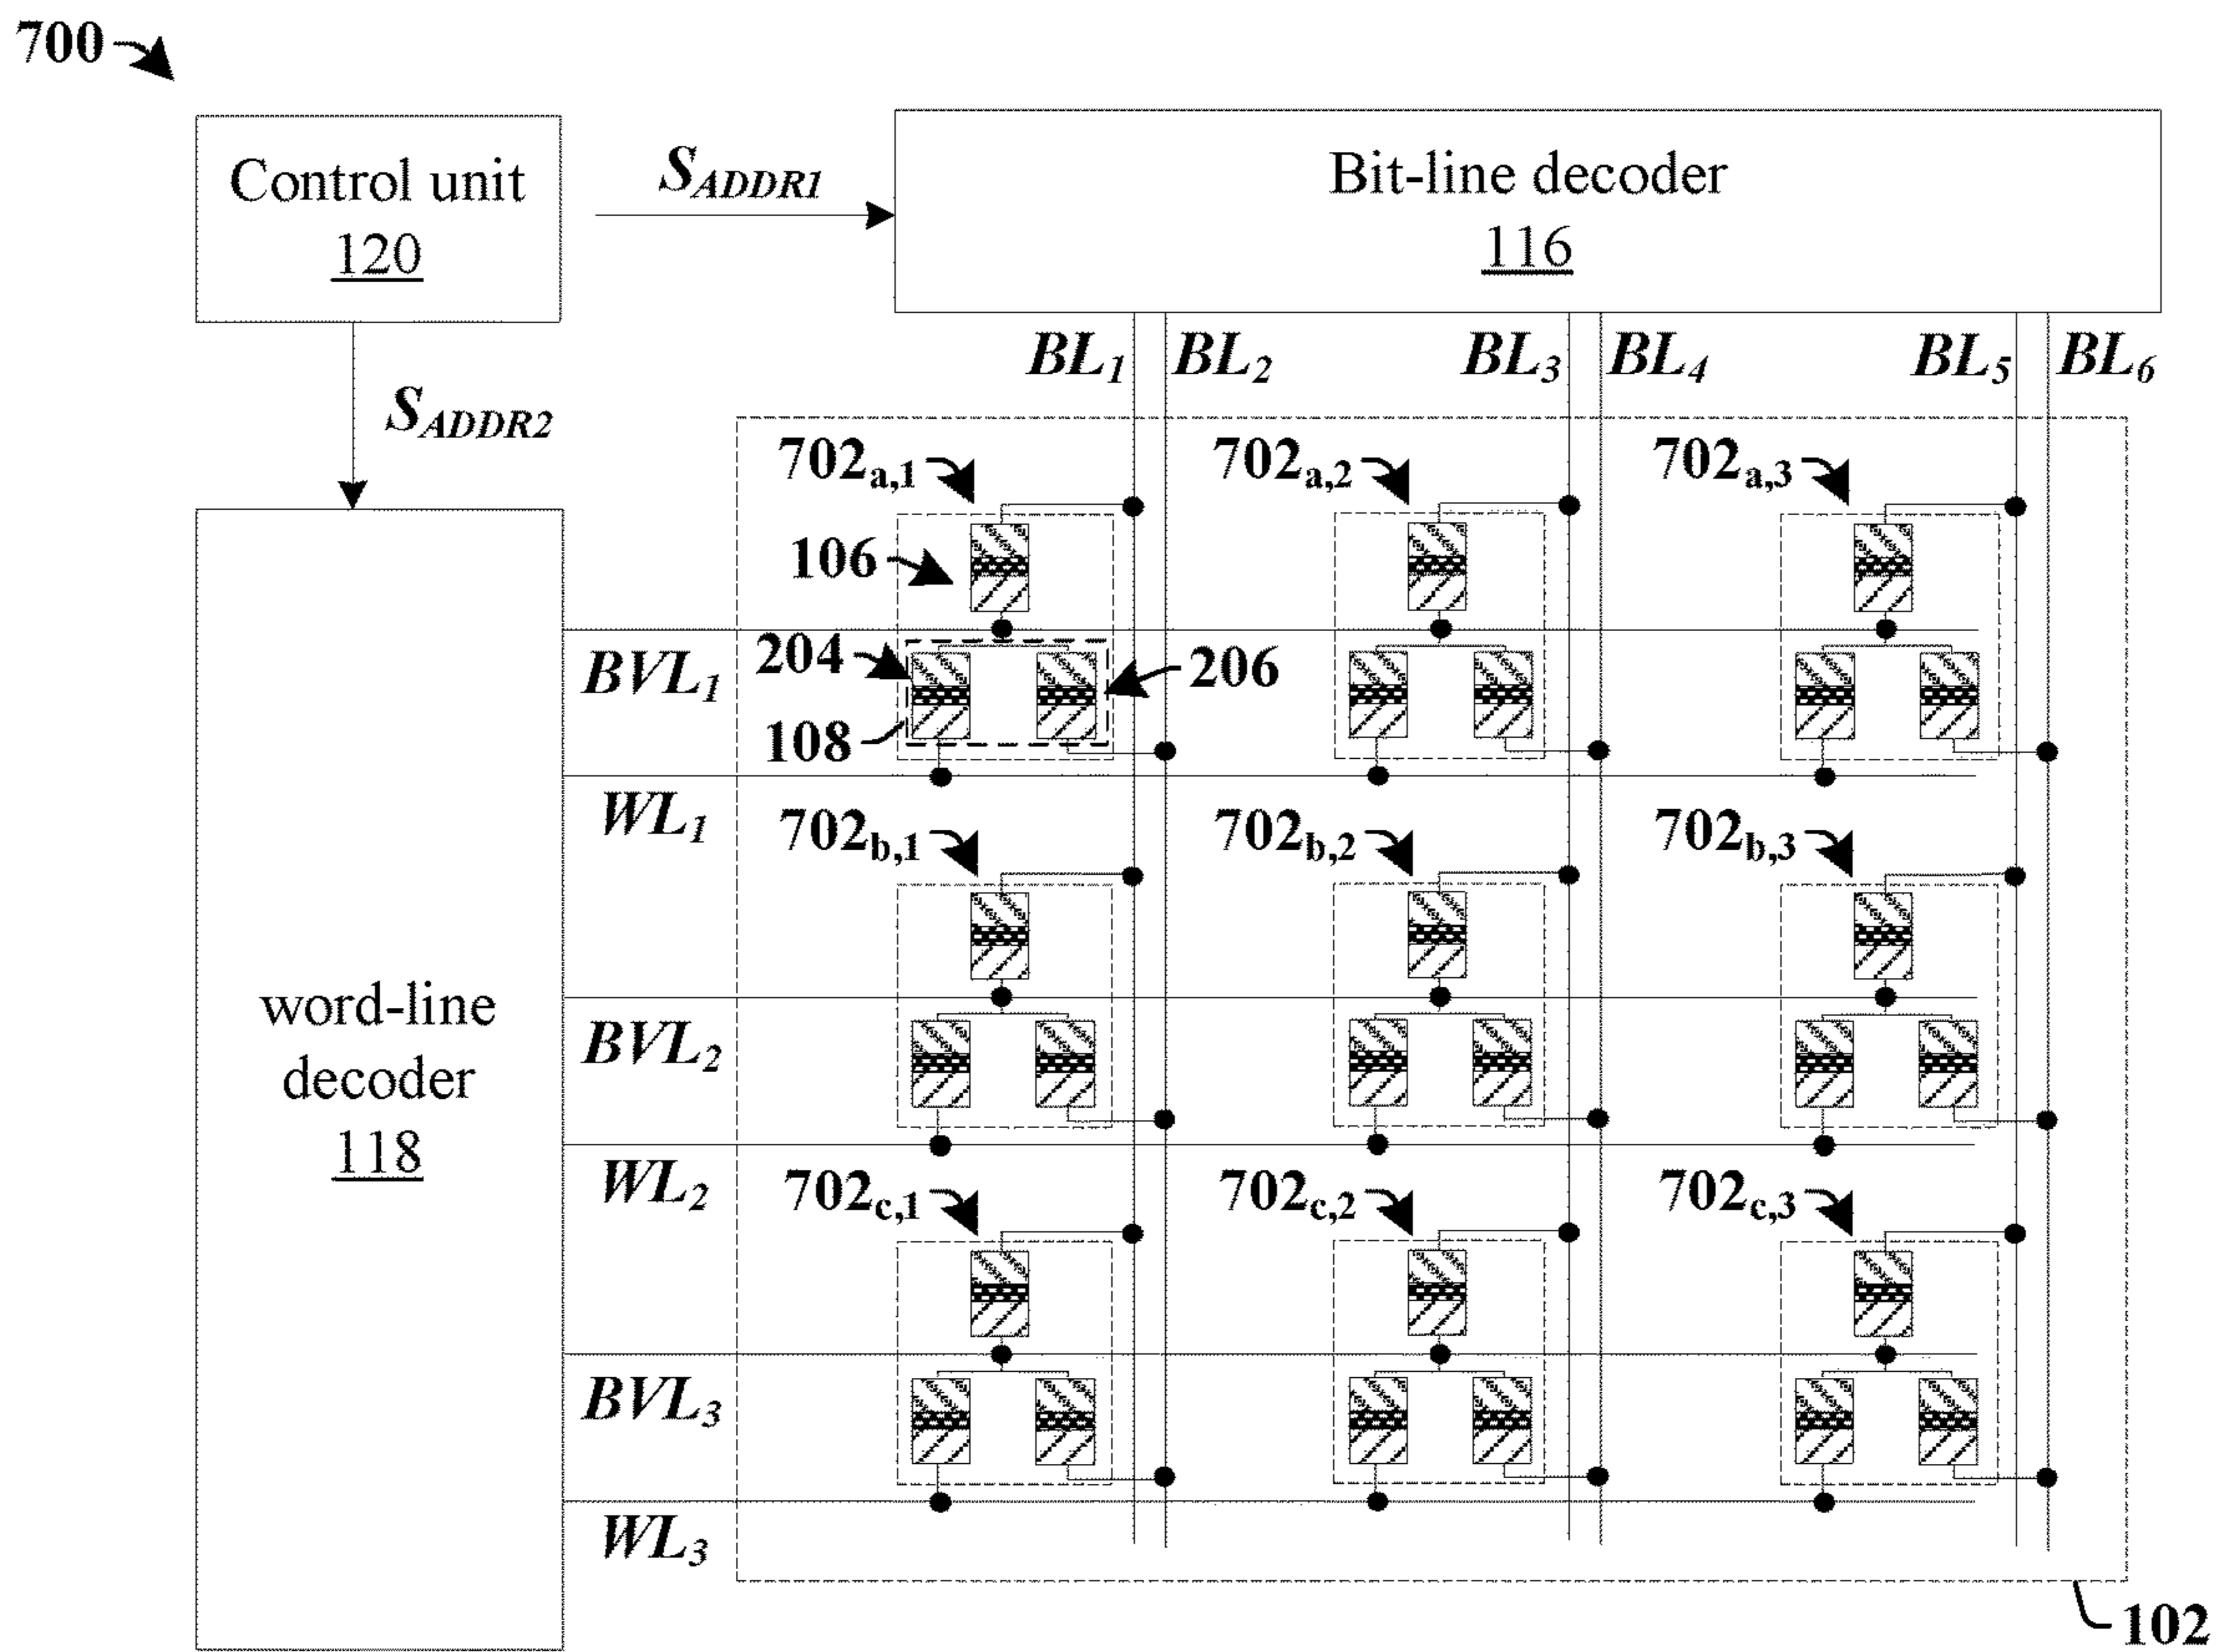 700
Control unit
120
S_ADDR1
Bit-line decoder
116
BL1 BL2 BL3 BL4 BL5 BL6
S_ADDR2
702a,1 702a,2 702a,3
106
204 206
BVL1
108
WL1
702b,1 702b,2 702b,3
word-line
decoder
118
BVL2
WL2
702c,1 702c,2 702c,3
BVL3
WL3
102